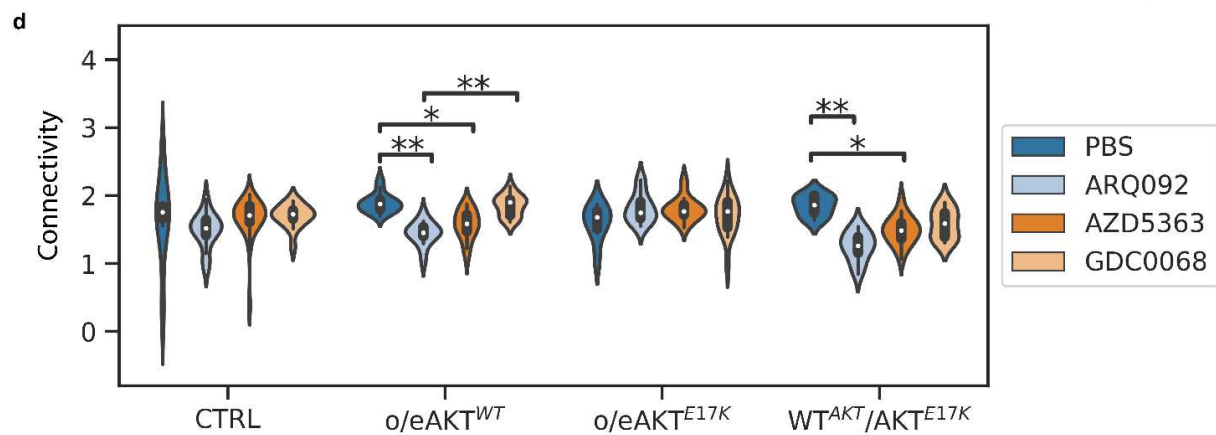 d
Connectivity
4
3
2
1
0
**
*
**
**
*
CTRL
o/eAKT^WT
o/eAKT^E17K
WT^AKT/AKT^E17K
PBS
ARQ092
AZD5363
GDC0068